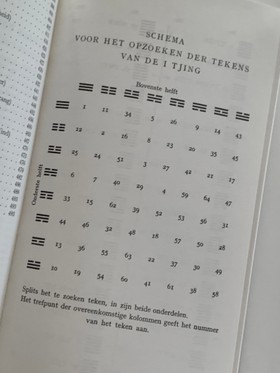 SCHEMA
VOOR HET OPZOEKEN DER TEKENS
VAN DE I TJING
Bovenste helft
Onderste helft
1 11 34 5 26 9 14 43
12 2 16 8 23 20 35 45
25 24 51 3 27 42 21 17
6 7 40 29 4 59 64 47
33 15 62 39 52 53 56 31
44 46 32 48 18 57 50 28
13 36 55 63 22 37 30 49
10 19 54 60 41 61 38 58
Splits het te zoeken teken, in zijn beide onderdelen.
Het trefpunt der overeenkomstige kolommen geeft het nummer
van het teken aan.